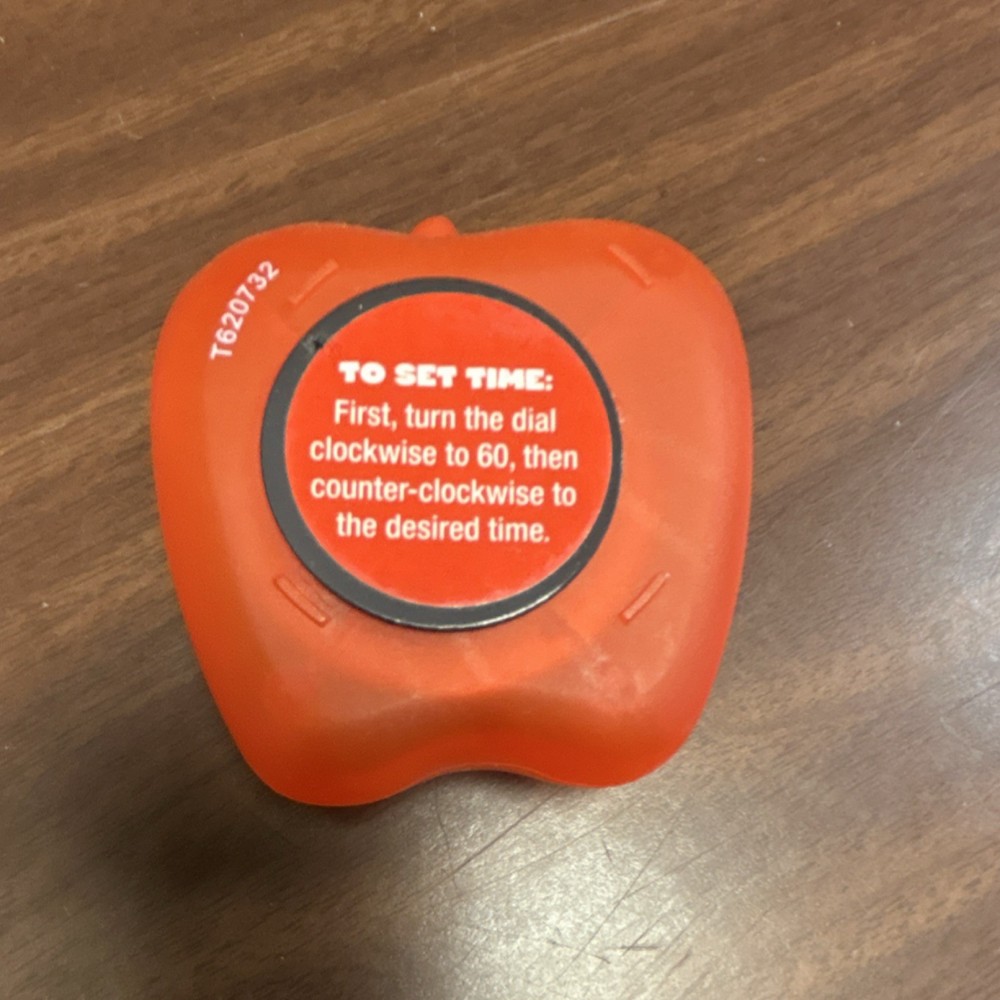 T620732
TO SET TIME:
First, turn the dial
clockwise to 60, then
counter-clockwise to
the desired time.